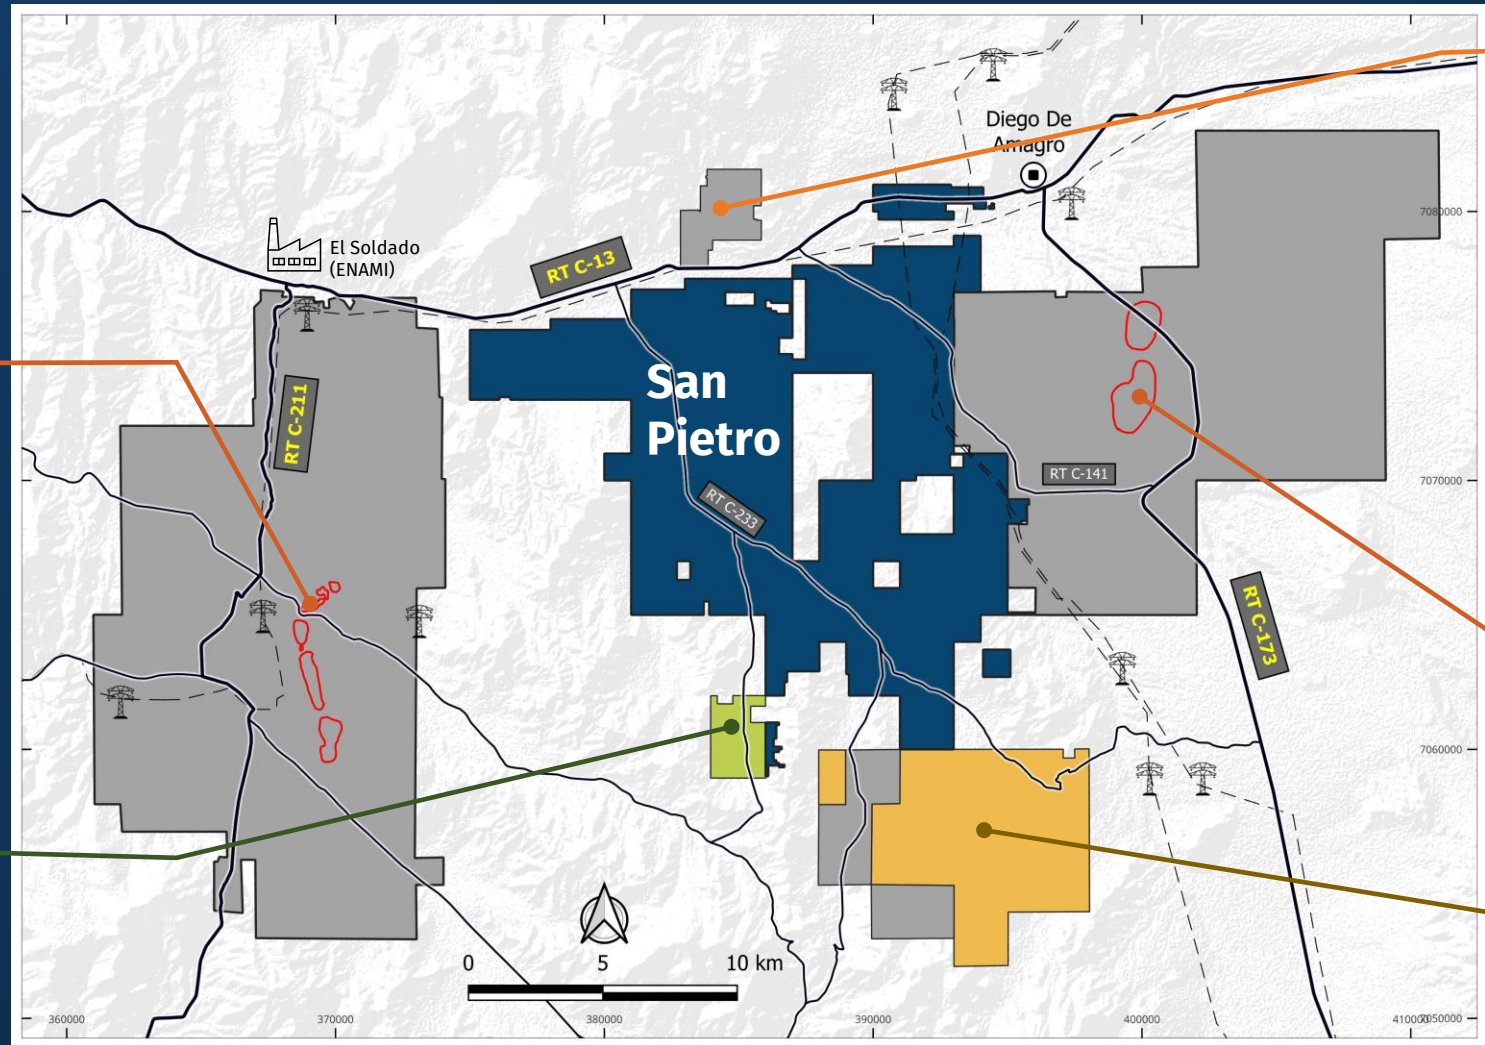 Diego De
Amagro
7080000
El Soldado
(ENAMI)
RT C-13
San
Pietro
RT C-211
RT C-141
7070000
RT C-233
RT C-173
7060000
0 5 10 km
360000 370000 380000 390000 400000 410000 7050000